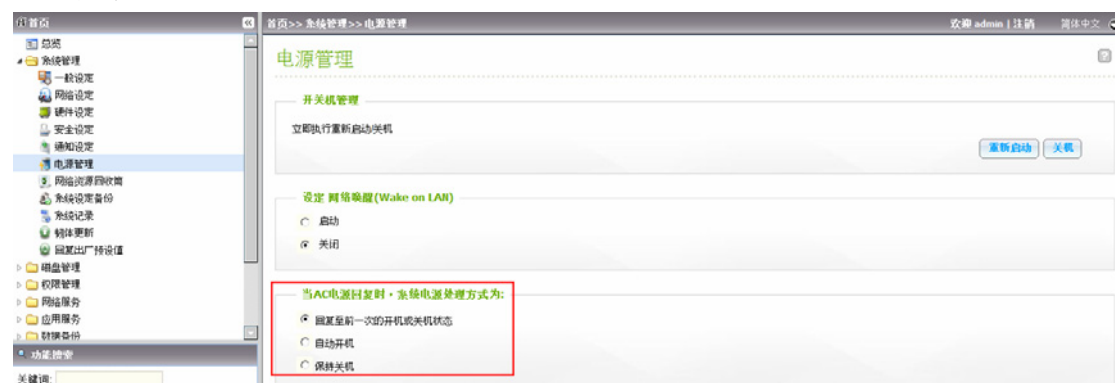 首页
首页>> 系统管理>> 电源管理
欢迎 admin | 注销 简体中文
总览
系统管理
一般设定
网络设定
硬件设定
安全设定
通知设定
电源管理
网络资源回收筒
系统设定备份
系统记录
韧体更新
回复出厂预设值
磁盘管理
权限管理
网络服务
应用服务
数据备份
功能搜索
关键词:
电源管理
开关机管理
立即执行重新启动/关机
重新启动 关机
设定 网络唤醒(Wake on LAN)
启动
关闭
当AC电源回复时，系统电源处理方式为:
回复至前一次的开机或关机状态
自动开机
保持关机